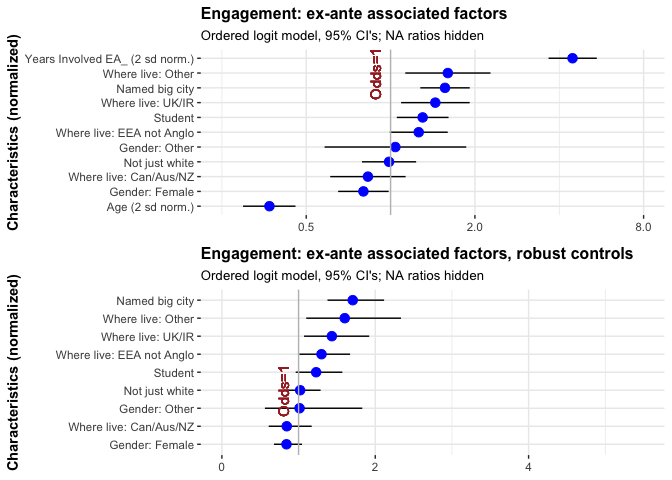 Engagement: ex-ante associated factors
Ordered logit model, 95% CI's; NA ratios hidden
Characteristics (normalized)
Years Involved EA_ (2 sd norm.)
Where live: Other
Named big city
Where live: UK/IR
Student
Where live: EEA not Anglo
Gender: Other
Not just white
Where live: Can/Aus/NZ
Gender: Female
Age (2 sd norm.)
Odds=1
0.5 2.0 8.0
Engagement: ex-ante associated factors, robust controls
Ordered logit model, 95% CI's; NA ratios hidden
Characteristics (normalized)
Named big city
Where live: Other
Where live: UK/IR
Where live: EEA not Anglo
Student
Not just white
Gender: Other
Where live: Can/Aus/NZ
Gender: Female
Odds=1
0 2 4